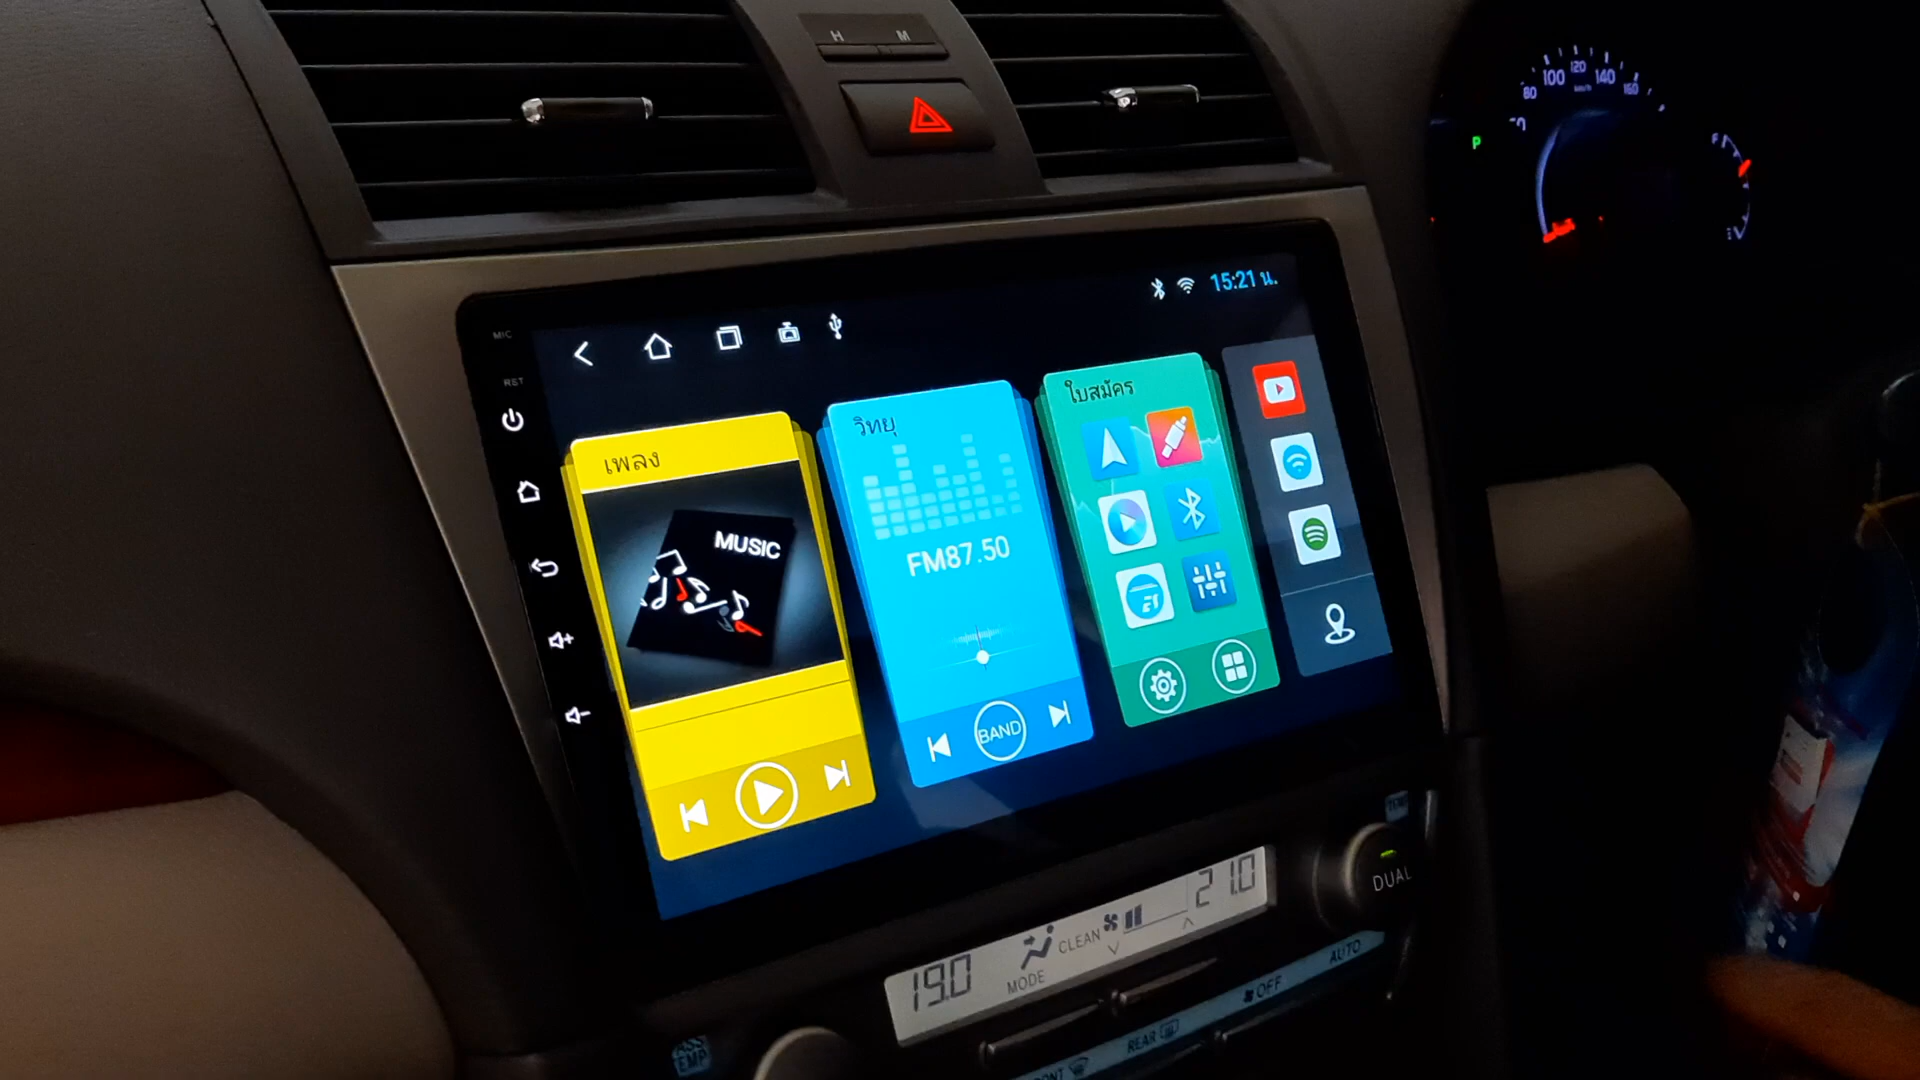 H M
80 100 120 140 160
P
F
MIC
15:21 น.
RST
เพลง
วิทยุ
ใบสมัคร
MUSIC
FM87.50
BAND
DUAL
21.0
CLEAN
19.0
MODE
AUTO
OFF
REAR